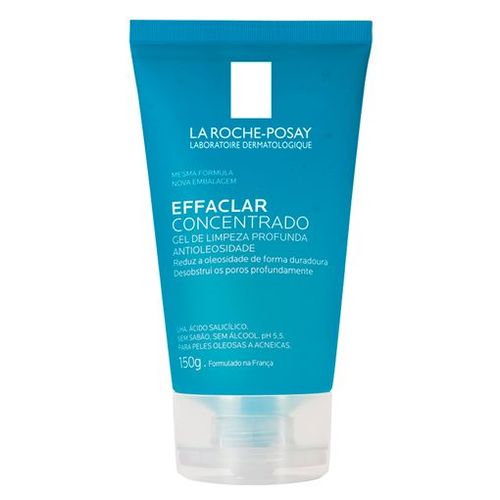 LA ROCHE-POSAY
LABORATOIRE DERMATOLOGIQUE
MESMA FÓRMULA
NOVA EMBALAGEM
EFFACLAR
CONCENTRADO
GEL DE LIMPEZA PROFUNDA
ANTIOLEOSIDADE
Reduz a oleosidade de forma duradoura
Desobstrui os poros profundamente
LHA. ÁCIDO SALICÍLICO.
SEM SABÃO, SEM ÁLCOOL. pH 5,5.
PARA PELES OLEOSAS A ACNEICAS.
150g. Formulado na França